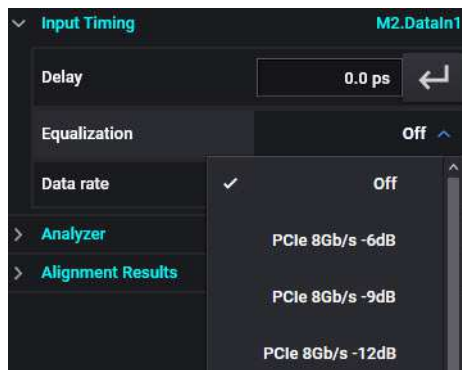 Input Timing M2.DataIn1
Delay 0.0 ps
Equalization Off
Data rate
Off
Analyzer
PCIe 8Gb/s -6dB
Alignment Results
PCIe 8Gb/s -9dB
PCIe 8Gb/s -12dB